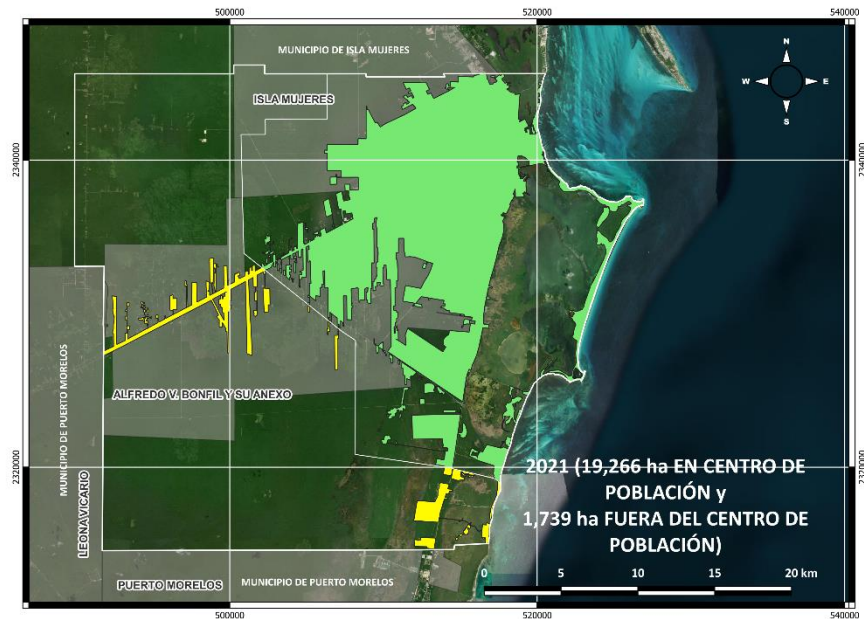 500000 520000 540000
MUNICIPIO DE ISLA MUJERES
ISLA MUJERES
N
W E
S
2340000 2340000
MUNICIPIO DE PUERTO MORELOS
ALFREDO V. BONFIL Y SU ANEXO
LEONA VICARIO
2320000 2320000
2021 (19,266 ha EN CENTRO DE
POBLACIÓN y
1,739 ha FUERA DEL CENTRO DE
POBLACIÓN)
PUERTO MORELOS
MUNICIPIO DE PUERTO MORELOS
0 5 10 15 20 km
500000 520000 540000